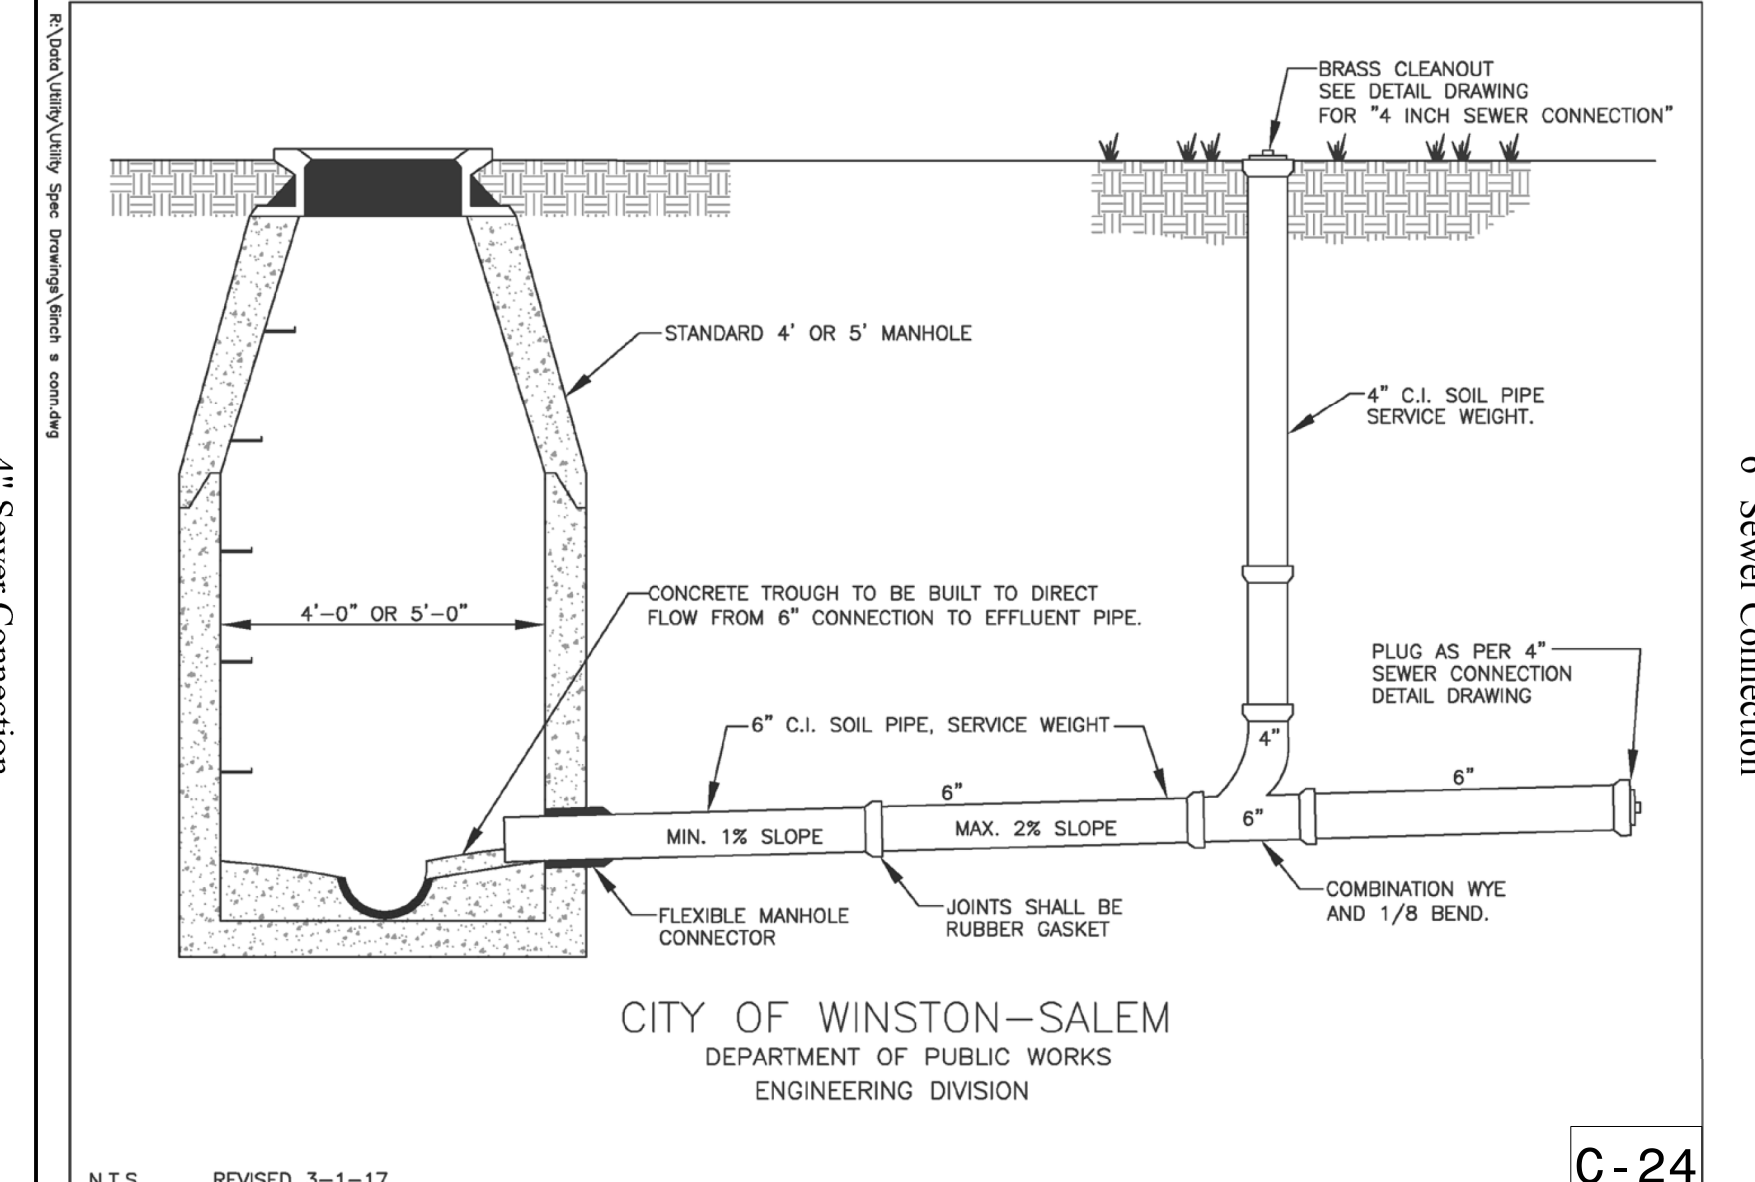 R:\Data\Utility\Utility Spec Drawings\6inch s conn.dwg
4" Sewer Connection
Sewer Connection
BRASS CLEANOUT
SEE DETAIL DRAWING
FOR "4 INCH SEWER CONNECTION"
STANDARD 4' OR 5' MANHOLE
4" C.I. SOIL PIPE
SERVICE WEIGHT.
CONCRETE TROUGH TO BE BUILT TO DIRECT
FLOW FROM 6" CONNECTION TO EFFLUENT PIPE.
4'-0" OR 5'-0"
PLUG AS PER 4"
SEWER CONNECTION
DETAIL DRAWING
6" C.I. SOIL PIPE, SERVICE WEIGHT
4"
6"
6"
6"
MIN. 1% SLOPE
MAX. 2% SLOPE
COMBINATION WYE
AND 1/8 BEND.
FLEXIBLE MANHOLE
CONNECTOR
JOINTS SHALL BE
RUBBER GASKET
CITY OF WINSTON-SALEM
DEPARTMENT OF PUBLIC WORKS
ENGINEERING DIVISION
N.T.S. REVISED 3-1-17
C-24